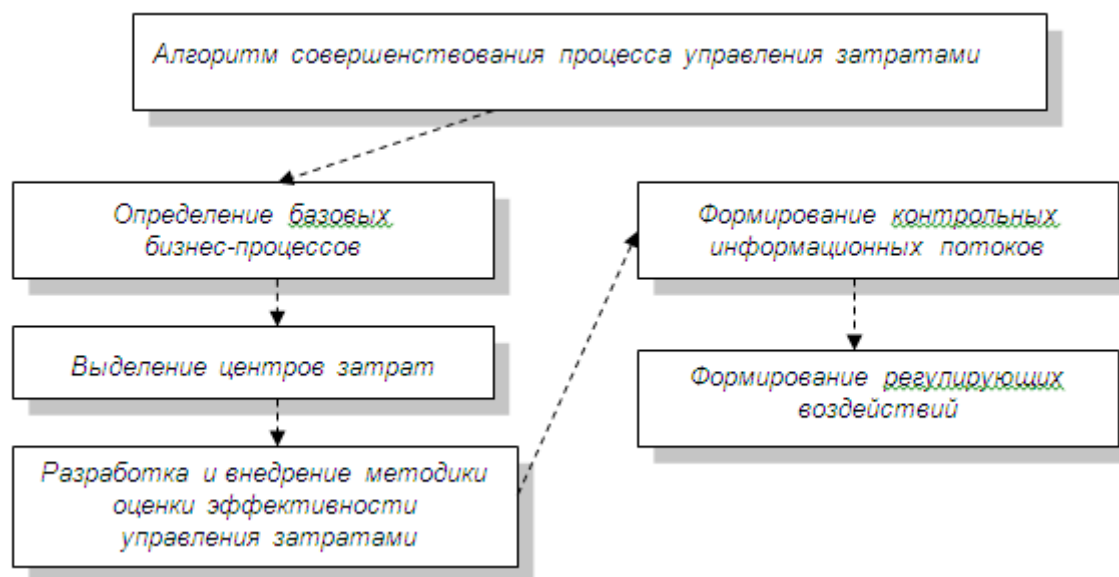 Алгоритм совершенствования процесса управления затратами
Определение базовых
бизнес-процессов
Выделение центров затрат
Разработка и внедрение методики
оценки эффективности
управления затратами
Формирование контрольных
информационных потоков
Формирование регулирующих
воздействий